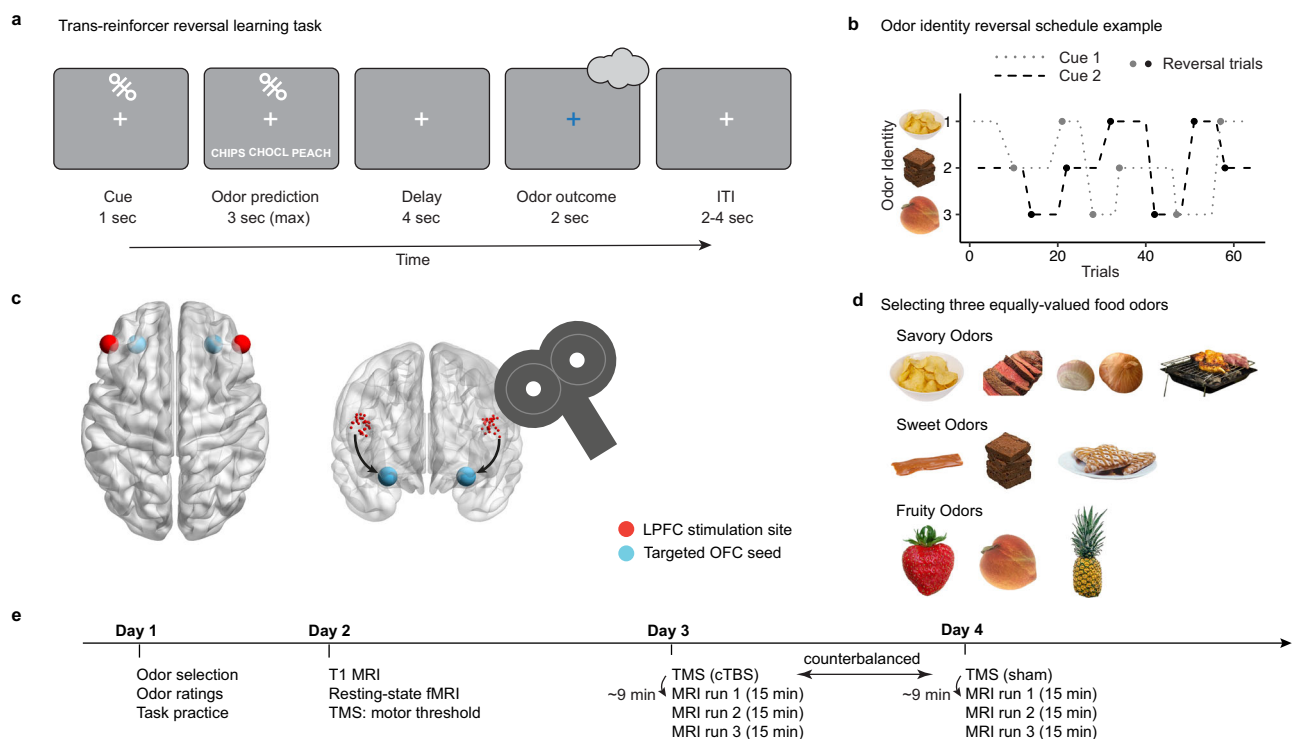 a
Trans-reinforcer reversal learning task
CHIPS CHOCL PEACH
Cue
1 sec
Odor prediction
3 sec (max)
Delay
4 sec
Odor outcome
2 sec
ITI
2-4 sec
Time
b
Odor identity reversal schedule example
Cue 1
Cue 2
Reversal trials
Odor Identity
1
2
3
0
20
40
60
Trials
c
LPFC stimulation site
Targeted OFC seed
d
Selecting three equally-valued food odors
Savory Odors
Sweet Odors
Fruity Odors
e
Day 1
Odor selection
Odor ratings
Task practice
Day 2
T1 MRI
Resting-state fMRI
TMS: motor threshold
Day 3
TMS (cTBS)
~9 min
MRI run 1 (15 min)
MRI run 2 (15 min)
MRI run 3 (15 min)
counterbalanced
Day 4
TMS (sham)
~9 min
MRI run 1 (15 min)
MRI run 2 (15 min)
MRI run 3 (15 min)